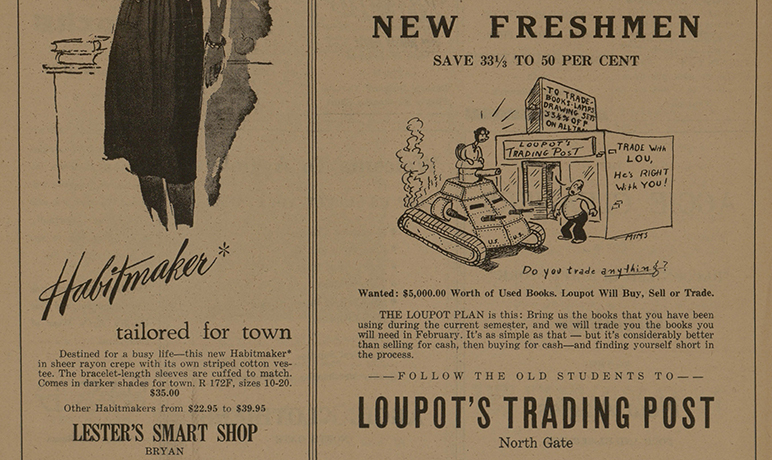 Habitmaker*
tailored for town
Destined for a busy life—this new Habitmaker*
in sheer rayon crepe with its own striped cotton ves-
tee. The bracelet-length sleeves are cuffed to match.
Comes in darker shades for town. R 172F, sizes 10-20.
$35.00
Other Habitmakers from $22.95 to $39.95
LESTER'S SMART SHOP
BRYAN
NEW FRESHMEN
SAVE 33⅓ TO 50 PER CENT
TO TRADE-
BOOKS-LAMPS
DRAWING SETS
33⅓% OFF
ON ALL
LOUPOT'S
TRADING POST
TRADE With
LOU,
He's RIGHT
With YOU!
U.S.
U.S.
MIMS
Do you trade anything?
Wanted: $5,000.00 Worth of Used Books. Loupot Will Buy, Sell or Trade.
THE LOUPOT PLAN is this: Bring us the books that you have been
using during the current semester, and we will trade you the books you
will need in February. It's as simple as that — but it's considerably better
than selling for cash, then buying for cash—and finding yourself short in
the process.
——FOLLOW THE OLD STUDENTS TO——
LOUPOT'S TRADING POST
North Gate